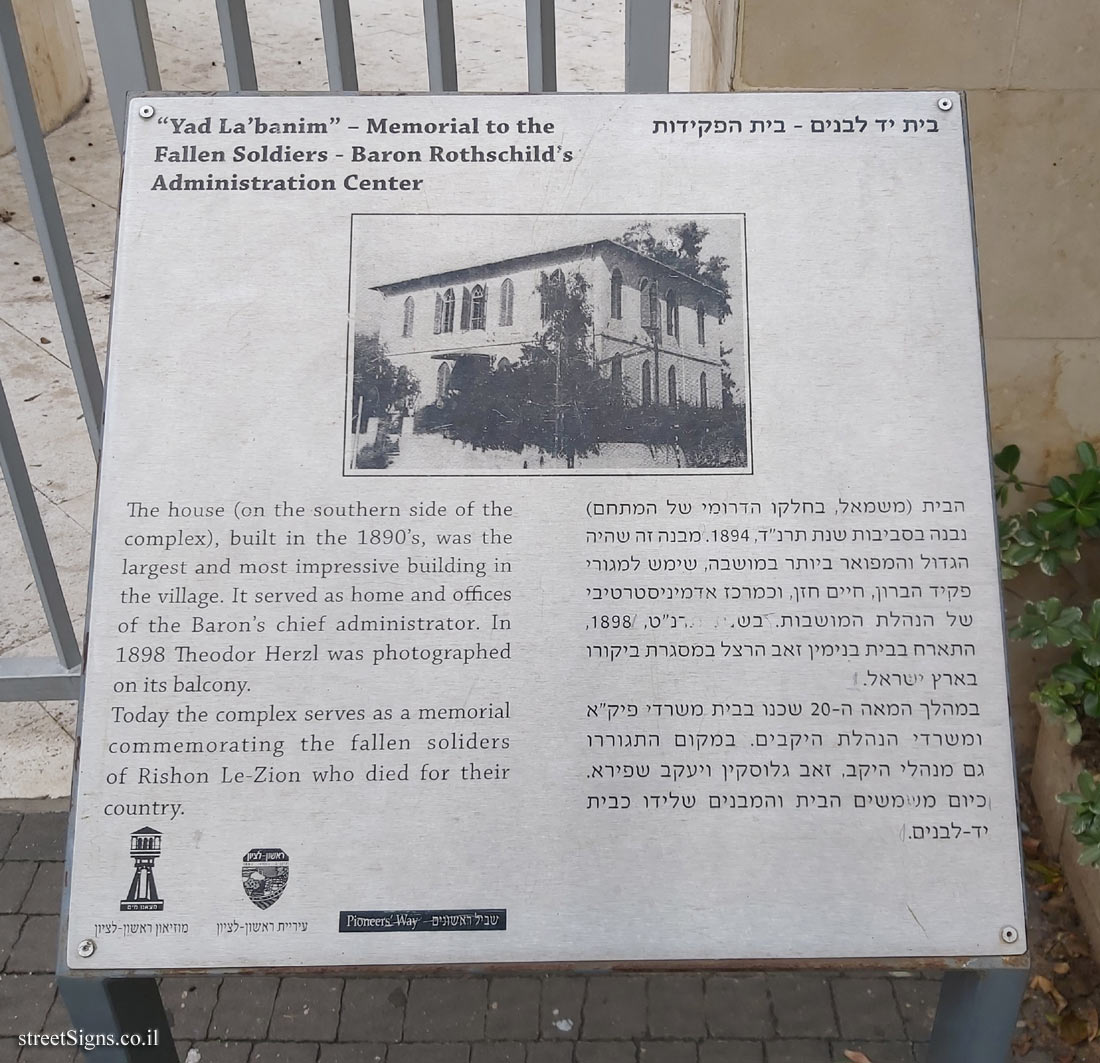 “Yad La’banim” – Memorial to the
Fallen Soldiers - Baron Rothschild’s
Administration Center
בית יד לבנים - בית הפקידות
The house (on the southern side of the
complex), built in the 1890’s, was the
largest and most impressive building in
the village. It served as home and offices
of the Baron’s chief administrator. In
1898 Theodor Herzl was photographed
on its balcony.
Today the complex serves as a memorial
commemorating the fallen soliders
of Rishon Le-Zion who died for their
country.
הבית (משמאל, בחלקו הדרומי של המתחם)
נבנה בסביבות שנת תרנ״ד, 1894. מבנה זה שהיה
הגדול והמפואר ביותר במושבה, שימש למגורי
פקיד הברון, חיים חזן, וכמרכז אדמיניסטרטיבי
של הנהלת המושבות. 1898,
התארח בבית בנימין זאב הרצל במסגרת ביקורו
בארץ ישראל.
במהלך המאה ה-20 שכנו בבית משרדי פיק״א
ומשרדי הנהלת היקבים. במקום התגוררו
גם מנהלי היקב, זאב גלוסקין ויעקב שפירא.
כיום משמשים הבית והמבנים שלידו כבית
יד-לבנים.
מוזיאון ראשון-לציון
ראשון-לציון
עיריית ראשון-לציון
Pioneers’ Way שביל ראשונים
streetSigns.co.il